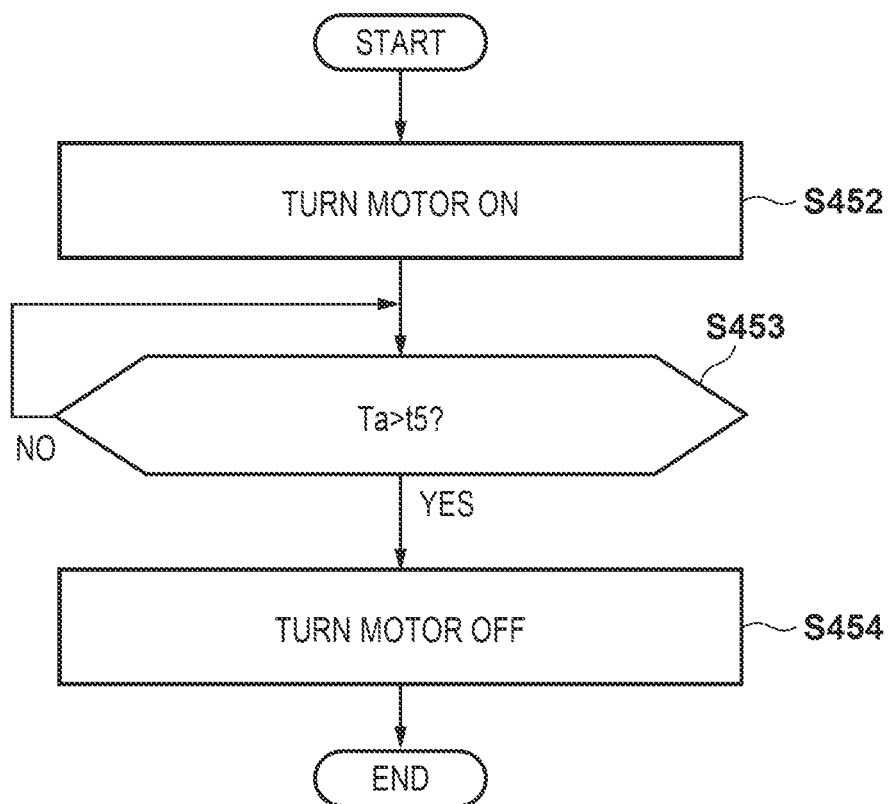 START
TURN MOTOR ON
S452
S453
Ta>t5?
NO
YES
TURN MOTOR OFF
S454
END